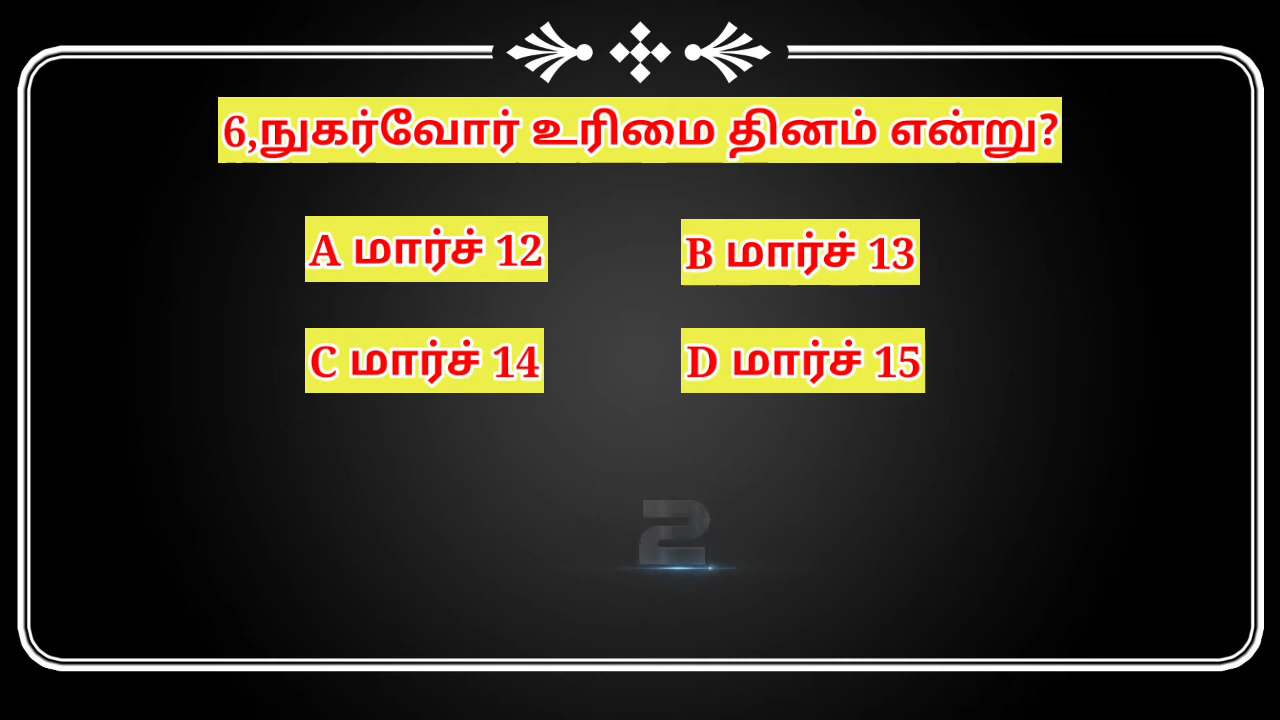 6,நுகர்வோர் உரிமை தினம் என்று?
A மார்ச் 12
B மார்ச் 13
C மார்ச் 14
D மார்ச் 15
2